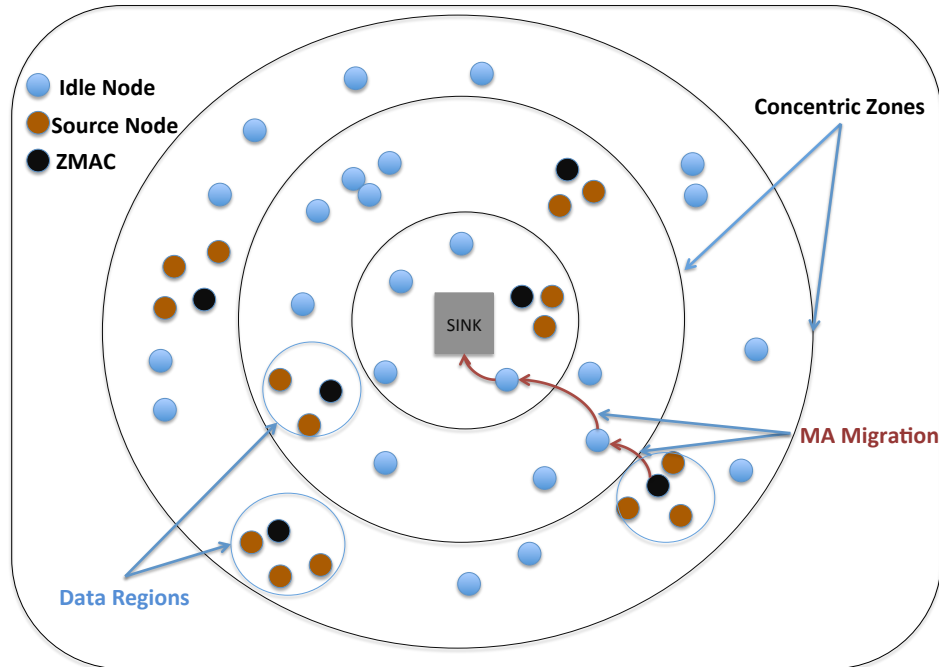 Idle Node
Source Node
ZMAC
Concentric Zones
SINK
MA Migration
Data Regions